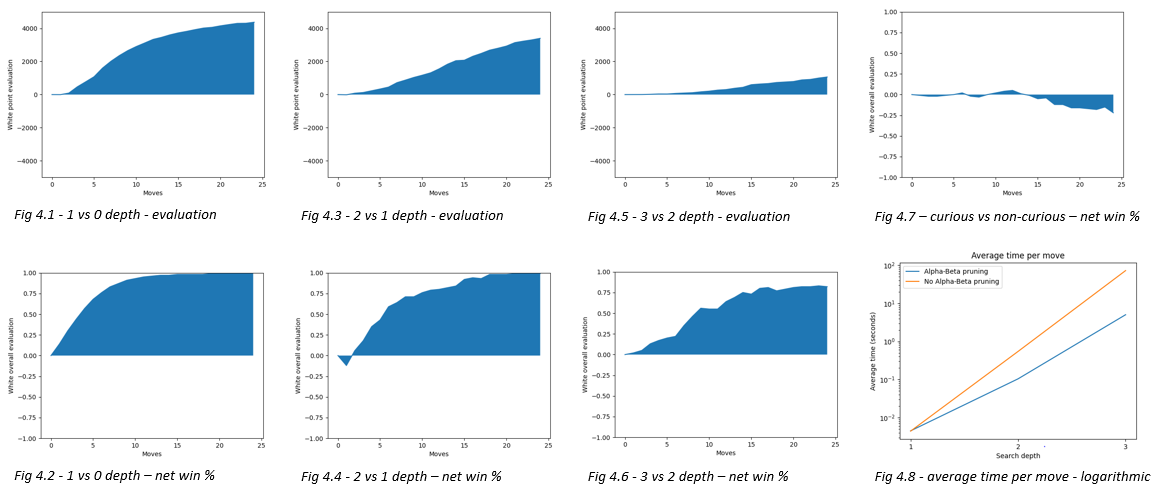 4000
2000
0
−2000
−4000
White point evaluation
0 5 10 15 20 25
Moves
Fig 4.1 - 1 vs 0 depth - evaluation
4000
2000
0
−2000
−4000
White point evaluation
0 5 10 15 20 25
Moves
Fig 4.3 - 2 vs 1 depth - evaluation
4000
2000
0
−2000
−4000
White point evaluation
0 5 10 15 20 25
Moves
Fig 4.5 - 3 vs 2 depth - evaluation
1.00
0.75
0.50
0.25
0.00
−0.25
−0.50
−0.75
−1.00
White overall evaluation
0 5 10 15 20 25
Moves
Fig 4.7 – curious vs non-curious – net win %
1.00
0.75
0.50
0.25
0.00
−0.25
−0.50
−0.75
−1.00
White overall evaluation
0 5 10 15 20 25
Moves
Fig 4.2 - 1 vs 0 depth – net win %
1.00
0.75
0.50
0.25
0.00
−0.25
−0.50
−0.75
−1.00
White overall evaluation
0 5 10 15 20 25
Moves
Fig 4.4 - 2 vs 1 depth – net win %
1.00
0.75
0.50
0.25
0.00
−0.25
−0.50
−0.75
−1.00
White overall evaluation
0 5 10 15 20 25
Moves
Fig 4.6 - 3 vs 2 depth – net win %
Average time per move
Alpha-Beta pruning
No Alpha-Beta pruning
10²
10¹
10⁰
10⁻¹
10⁻²
Average time (seconds)
1 2 3
Search depth
Fig 4.8 - average time per move - logarithmic